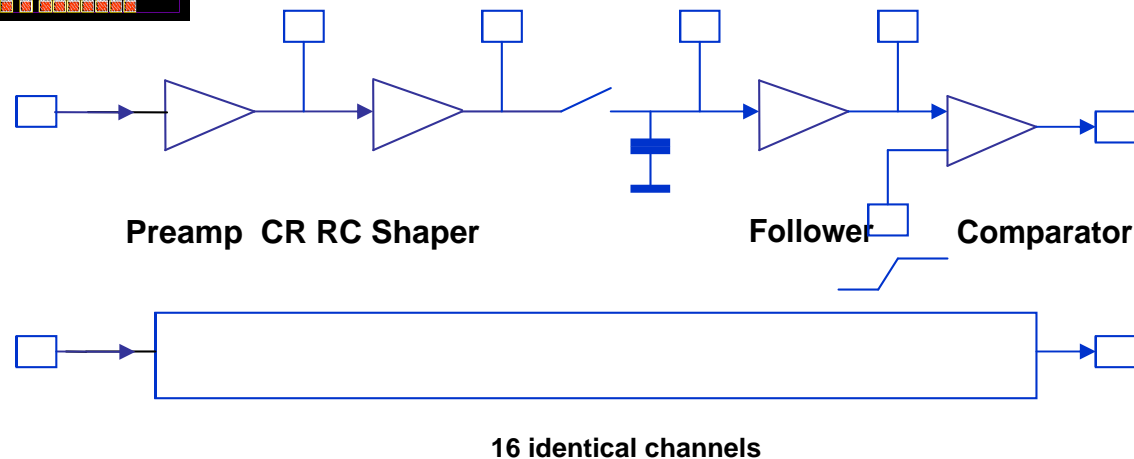 Preamp CR RC Shaper Follower Comparator
16 identical channels